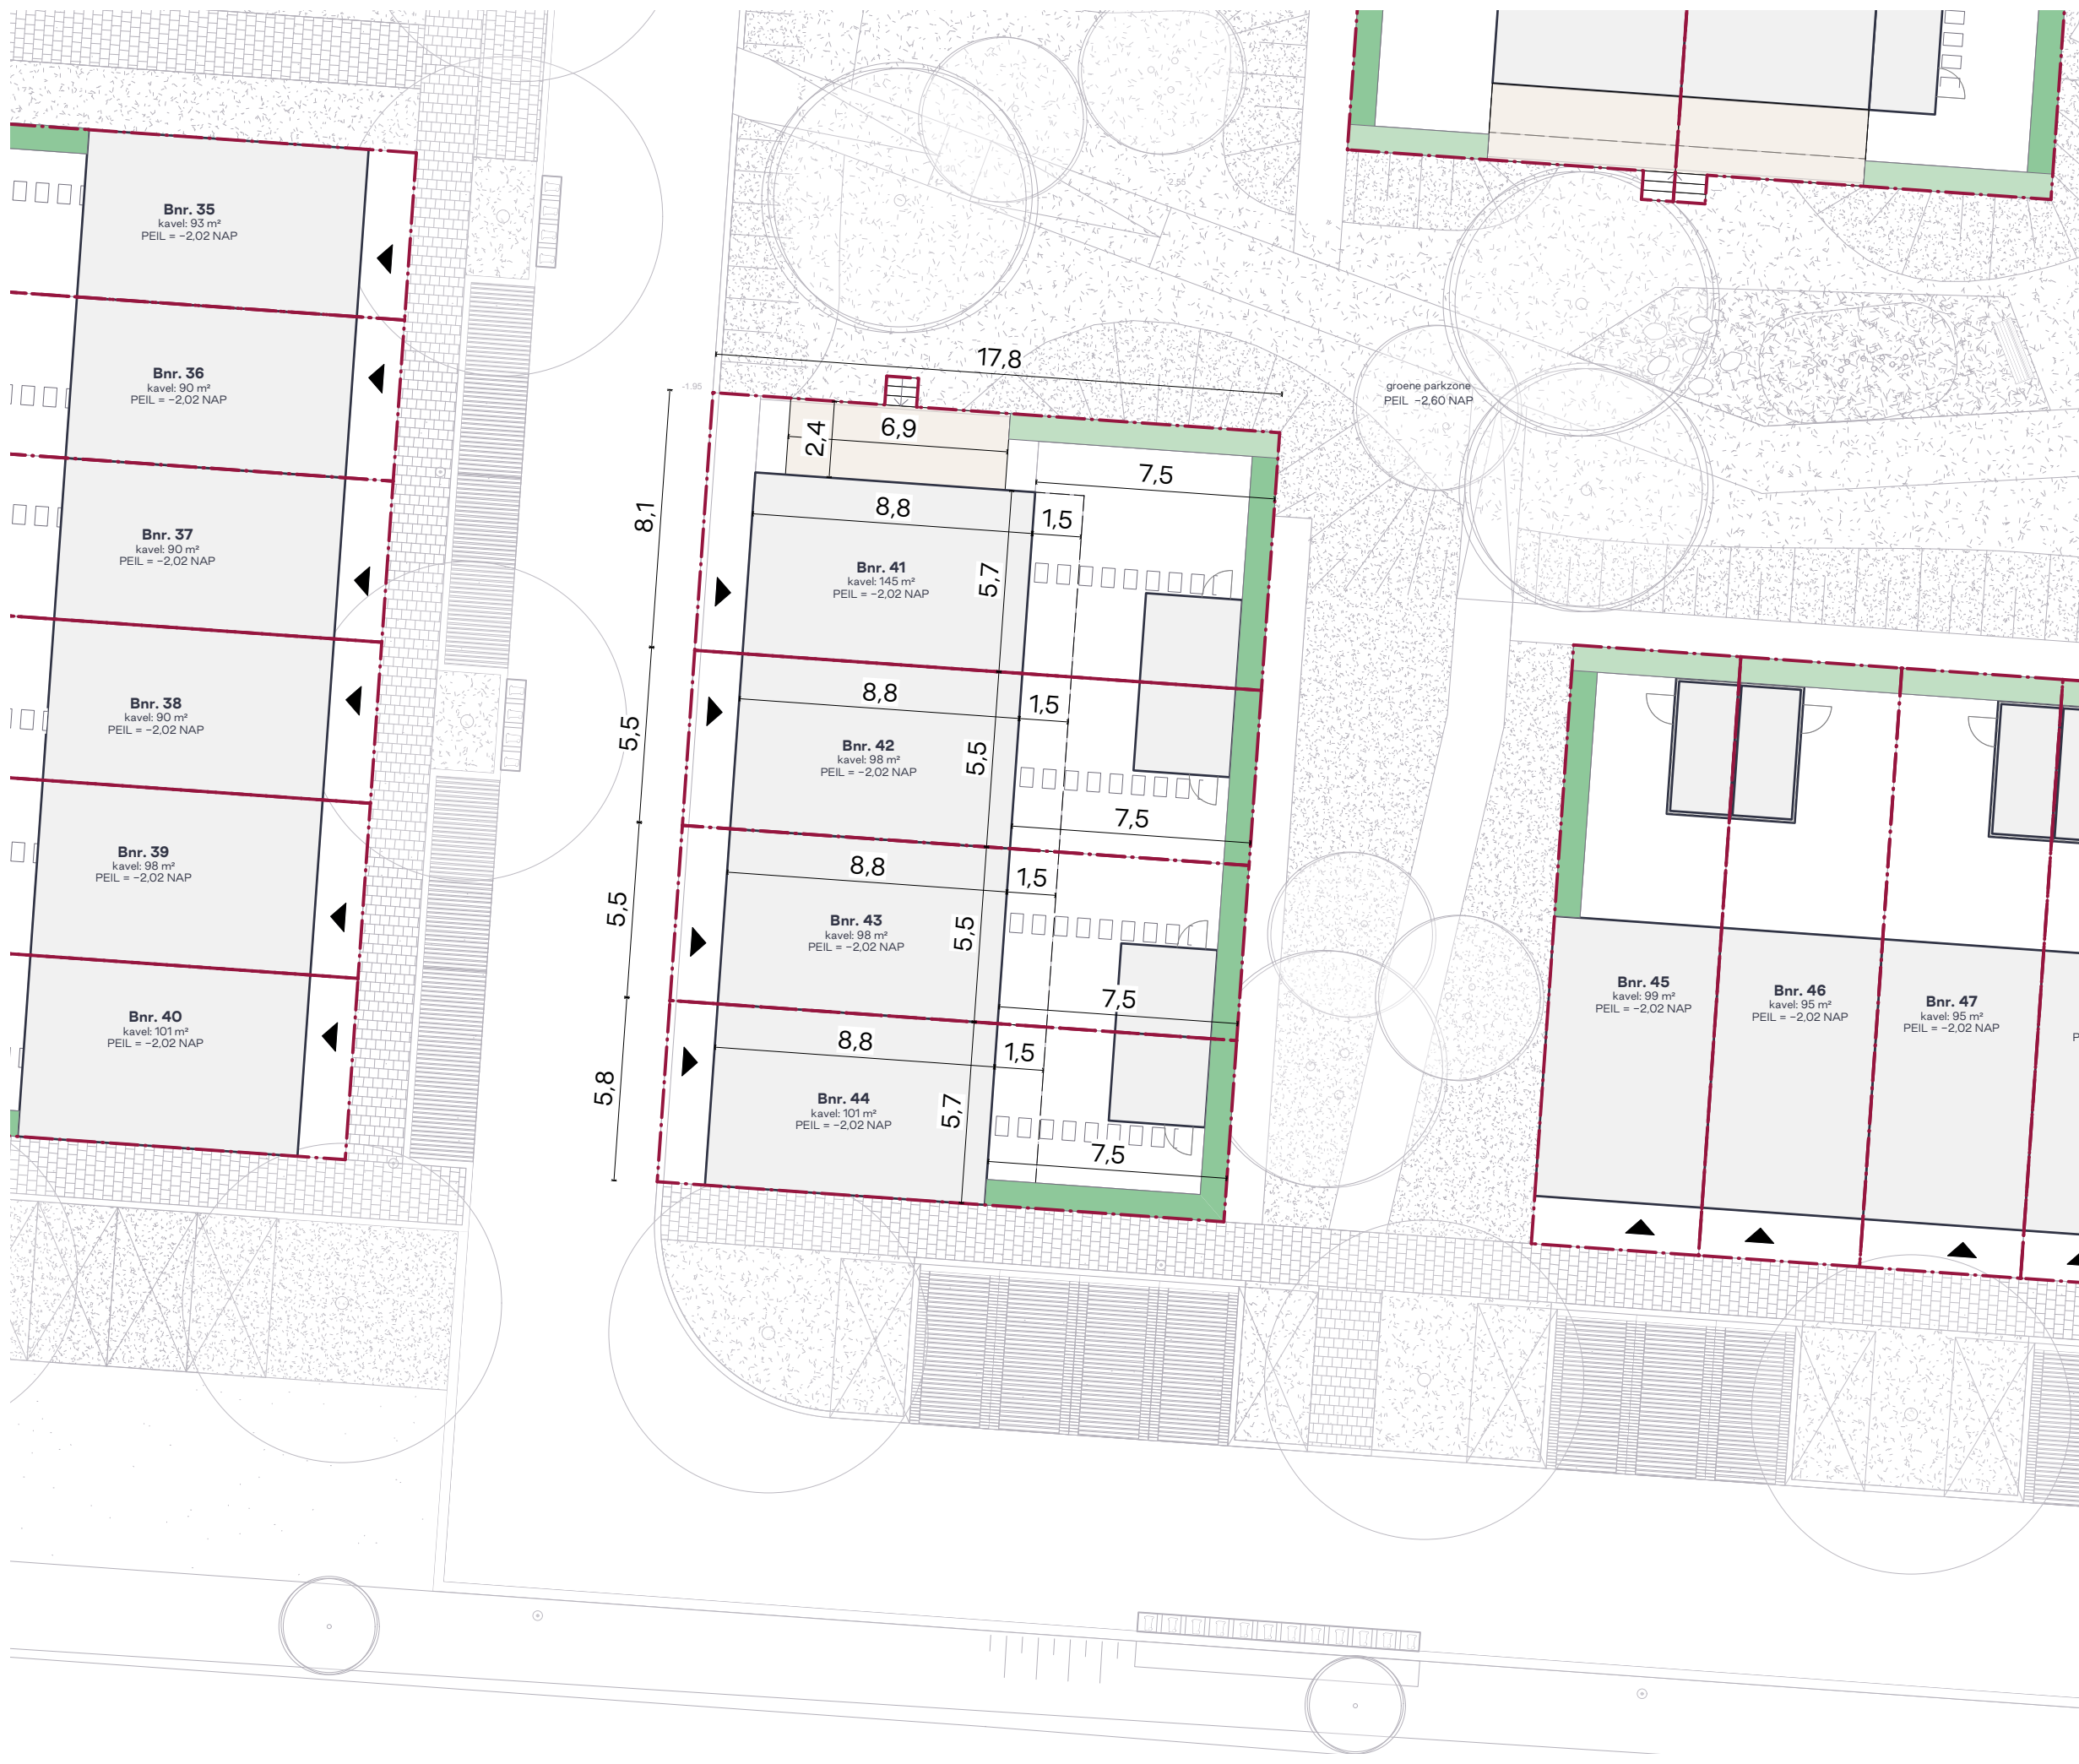 Bnr. 35
kavel: 93 m²
PEIL = −2,02 NAP
Bnr. 36
kavel: 90 m²
PEIL = −2,02 NAP
Bnr. 37
kavel: 90 m²
PEIL = −2,02 NAP
Bnr. 38
kavel: 90 m²
PEIL = −2,02 NAP
Bnr. 39
kavel: 98 m²
PEIL = −2,02 NAP
Bnr. 40
kavel: 101 m²
PEIL = −2,02 NAP
-1.95
17,8
8,1
5,5
5,5
5,8
2,4
6,9
7,5
8,8
1,5
5,7
Bnr. 41
kavel: 145 m²
PEIL = −2,02 NAP
8,8
1,5
5,5
Bnr. 42
kavel: 98 m²
PEIL = −2,02 NAP
7,5
8,8
1,5
5,5
Bnr. 43
kavel: 98 m²
PEIL = −2,02 NAP
7,5
8,8
1,5
5,7
Bnr. 44
kavel: 101 m²
PEIL = −2,02 NAP
7,5
groene parkzone
PEIL −2,60 NAP
Bnr. 45
kavel: 99 m²
PEIL = −2,02 NAP
Bnr. 46
kavel: 95 m²
PEIL = −2,02 NAP
Bnr. 47
kavel: 95 m²
PEIL = −2,02 NAP
P